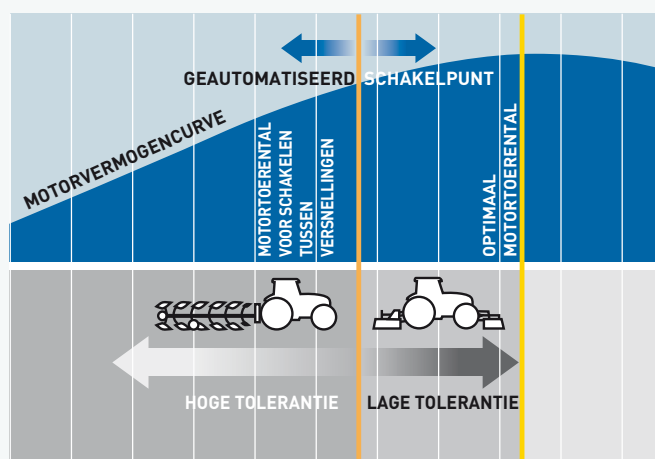 GEAUTOMATISEERD SCHAKELPUNT
MOTORVERMOGENCURVE
MOTORTOERENTAL
VOOR SCHAKELEN
TUSSEN
VERSNELLINGEN
OPTIMAAL
MOTORTOERENTAL
HOGE TOLERANTIE
LAGE TOLERANTIE